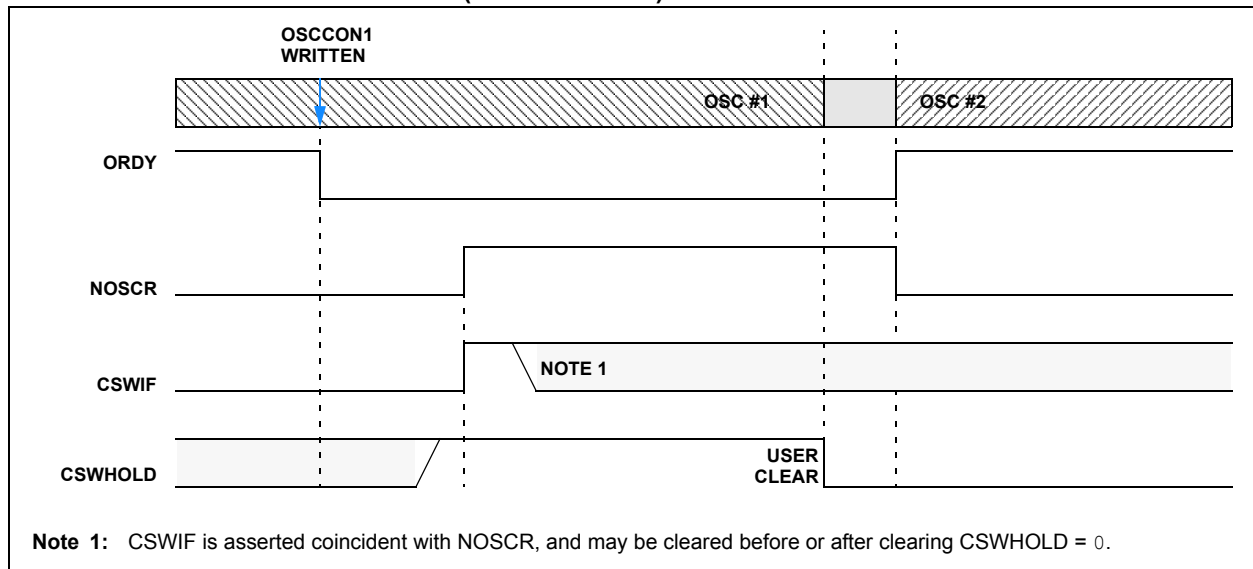 OSCCON1
WRITTEN
OSC #1
OSC #2
ORDY
NOSCR
NOTE 1
CSWIF
USER
CLEAR
CSWHOLD
Note 1: CSWIF is asserted coincident with NOSCR, and may be cleared before or after clearing CSWHOLD = 0.